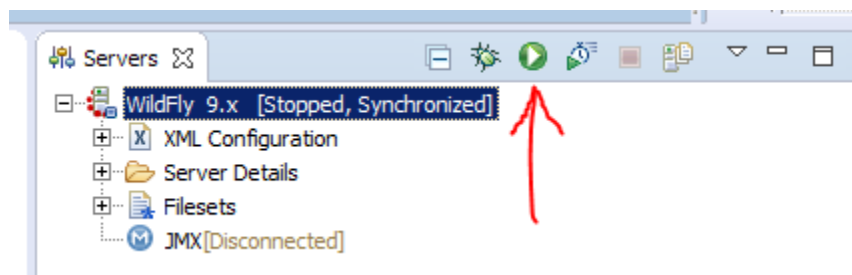 Servers
WildFly 9.x [Stopped, Synchronized]
X XML Configuration
Server Details
Filesets
M JMX[Disconnected]